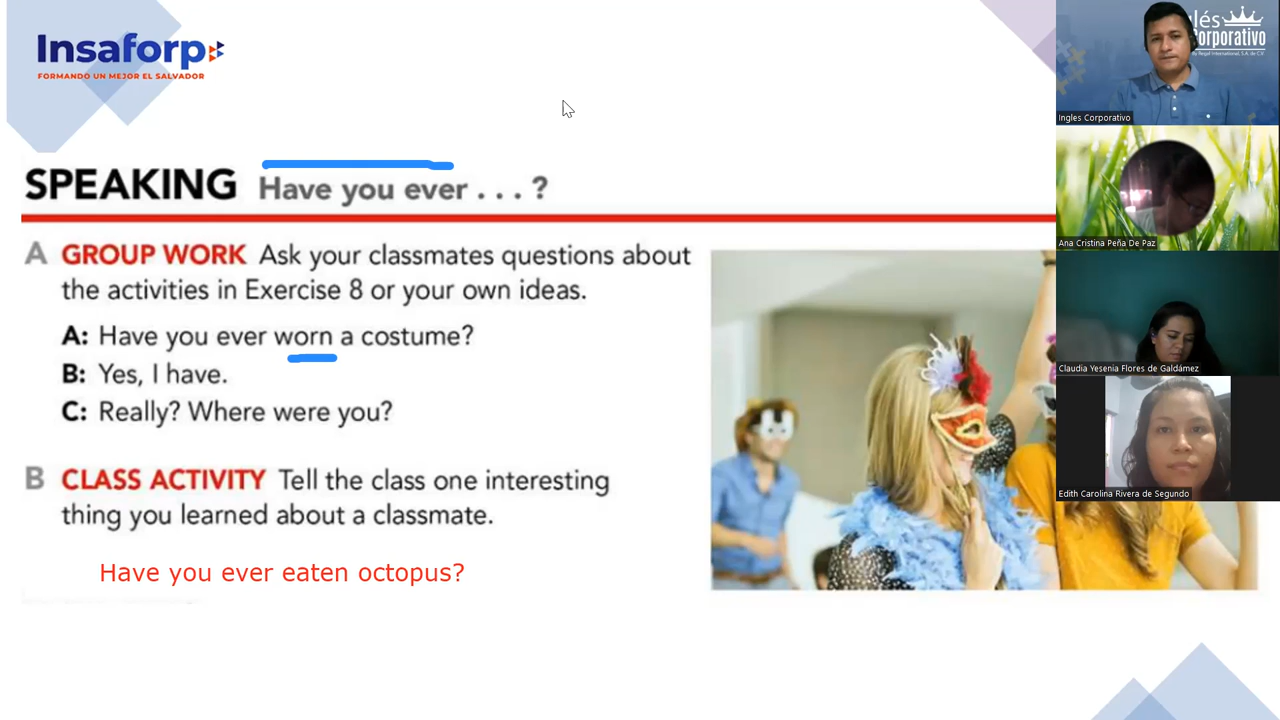 Insaforp
FORMANDO UN MEJOR EL SALVADOR
SPEAKING Have you ever . . . ?
A GROUP WORK Ask your classmates questions about
the activities in Exercise 8 or your own ideas.
A: Have you ever worn a costume?
B: Yes, I have.
C: Really? Where were you?
B CLASS ACTIVITY Tell the class one interesting
thing you learned about a classmate.
Have you ever eaten octopus?
glés
Corporativo
Ingles Corporativo
Ana Cristina Peña De Paz
Claudia Yesenia Flores de Galdámez
Edith Carolina Rivera de Segundo